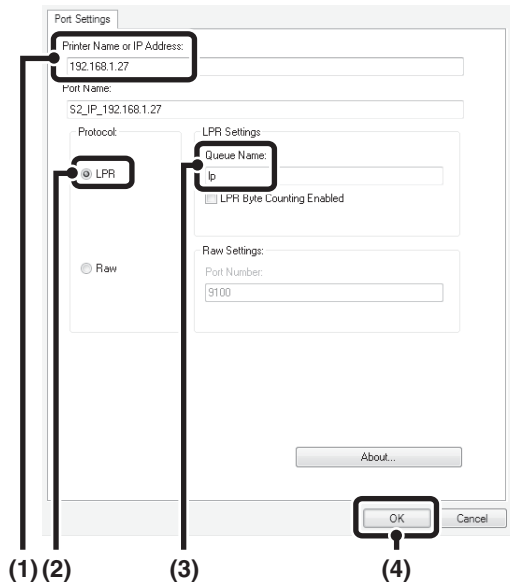 Port Settings
Printer Name or IP Address:
192.168.1.27
Port Name:
S2_IP_192.168.1.27
Protocol:
LPR
Raw
LPR Settings
Queue Name:
lp
LPR Byte Counting Enabled
Raw Settings:
Port Number:
9100
About...
OK
Cancel
(1) (2) (3) (4)